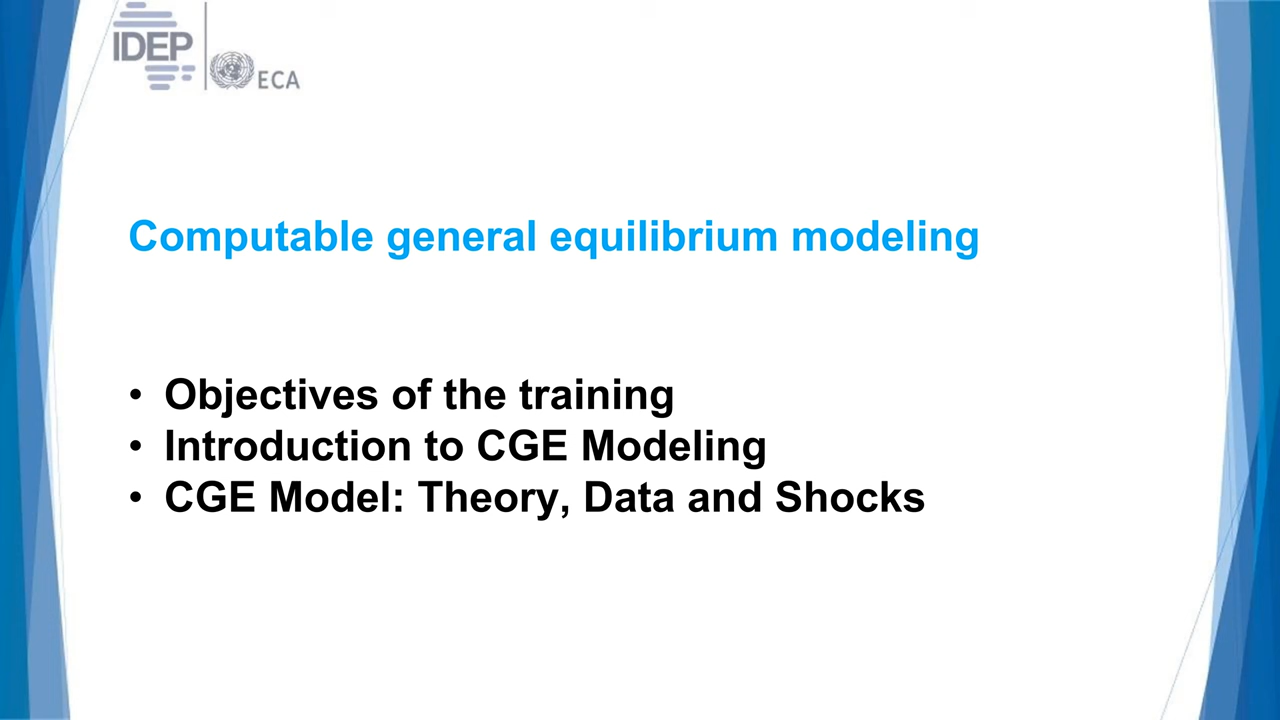 IDEP
ECA
Computable general equilibrium modeling
• Objectives of the training
• Introduction to CGE Modeling
• CGE Model: Theory, Data and Shocks